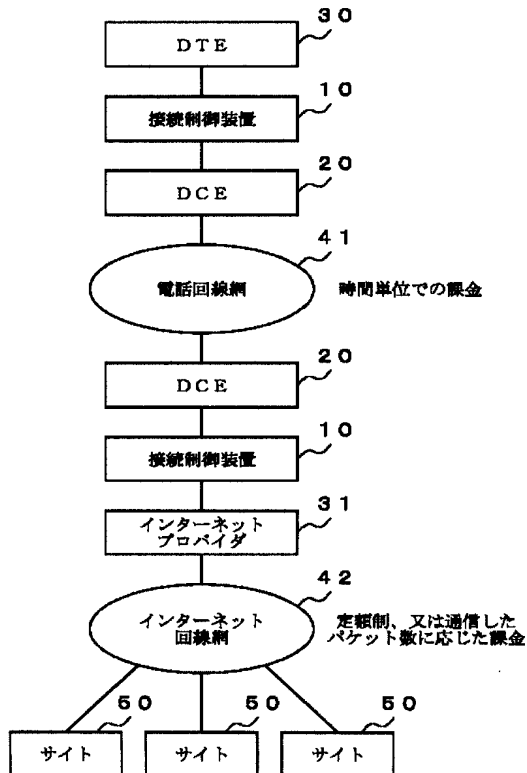 30
DTE
10
接続制御装置
20
DCE
41
電話回線網
時間単位での課金
20
DCE
10
接続制御装置
31
インターネット
プロバイダ
42
インターネット
回線網
定額制、又は通信した
パケット数に応じた課金
50
50
50
サイト
サイト
サイト